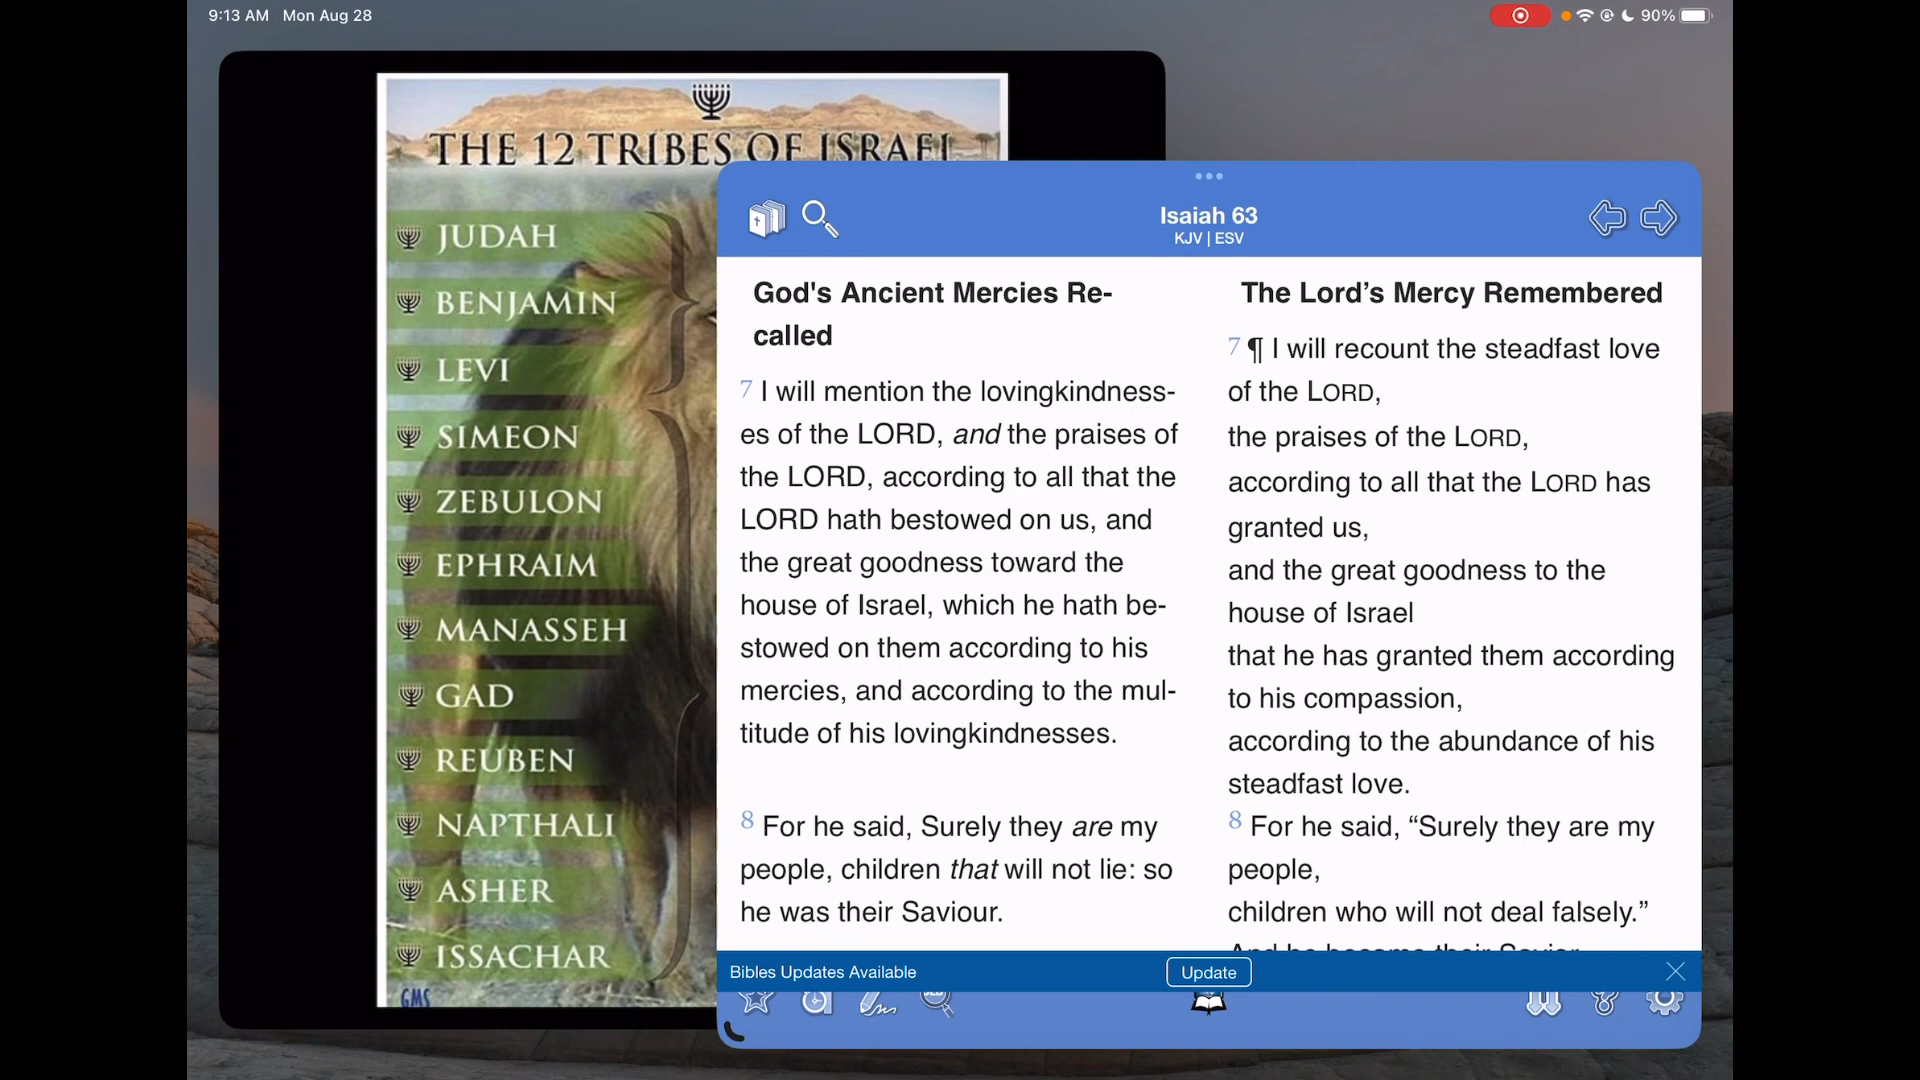 9:13 AM Mon Aug 28
90%
THE 12 TRIBES OF ISRAEL
JUDAH
BENJAMIN
LEVI
SIMEON
ZEBULON
EPHRAIM
MANASSEH
GAD
REUBEN
NAPTHALI
ASHER
ISSACHAR
GMS
Isaiah 63
KJV | ESV
God's Ancient Mercies Re-
called
7 I will mention the lovingkindness-
es of the LORD, and the praises of
the LORD, according to all that the
LORD hath bestowed on us, and
the great goodness toward the
house of Israel, which he hath be-
stowed on them according to his
mercies, and according to the mul-
titude of his lovingkindnesses.
8 For he said, Surely they are my
people, children that will not lie: so
he was their Saviour.
The Lord’s Mercy Remembered
7 ¶ I will recount the steadfast love
of the LORD,
the praises of the LORD,
according to all that the LORD has
granted us,
and the great goodness to the
house of Israel
that he has granted them according
to his compassion,
according to the abundance of his
steadfast love.
8 For he said, “Surely they are my
people,
children who will not deal falsely.”
And he became their Savior
Bibles Updates Available
Update